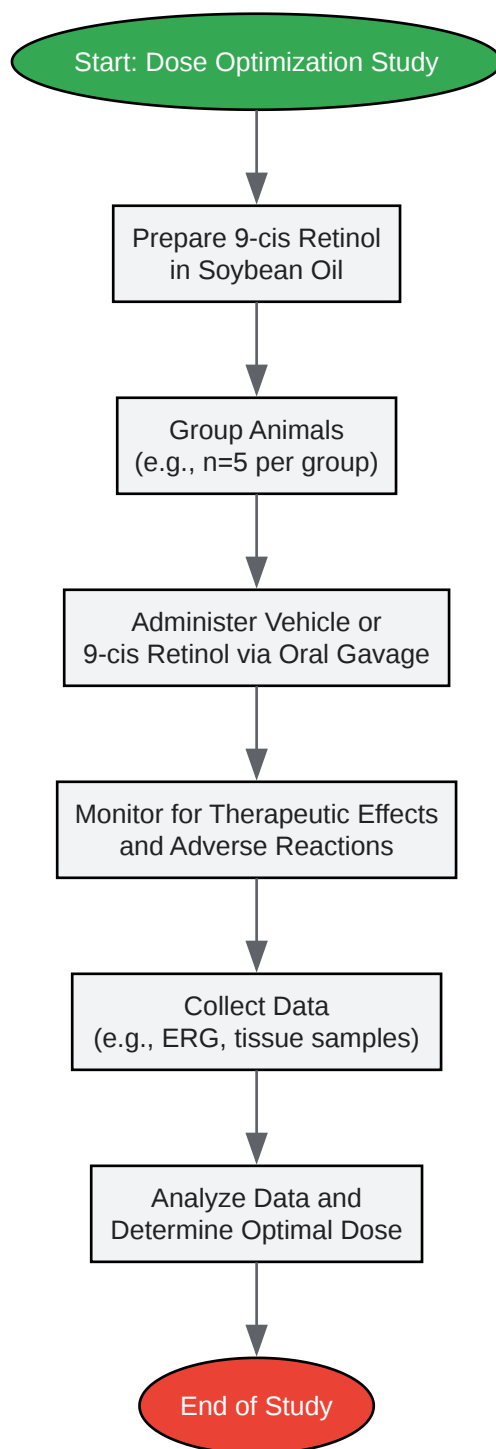 Start: Dose Optimization Study
Prepare 9-cis Retinol
in Soybean Oil
Group Animals
(e.g., n=5 per group)
Administer Vehicle or
9-cis Retinol via Oral Gavage
Monitor for Therapeutic Effects
and Adverse Reactions
Collect Data
(e.g., ERG, tissue samples)
Analyze Data and
Determine Optimal Dose
End of Study